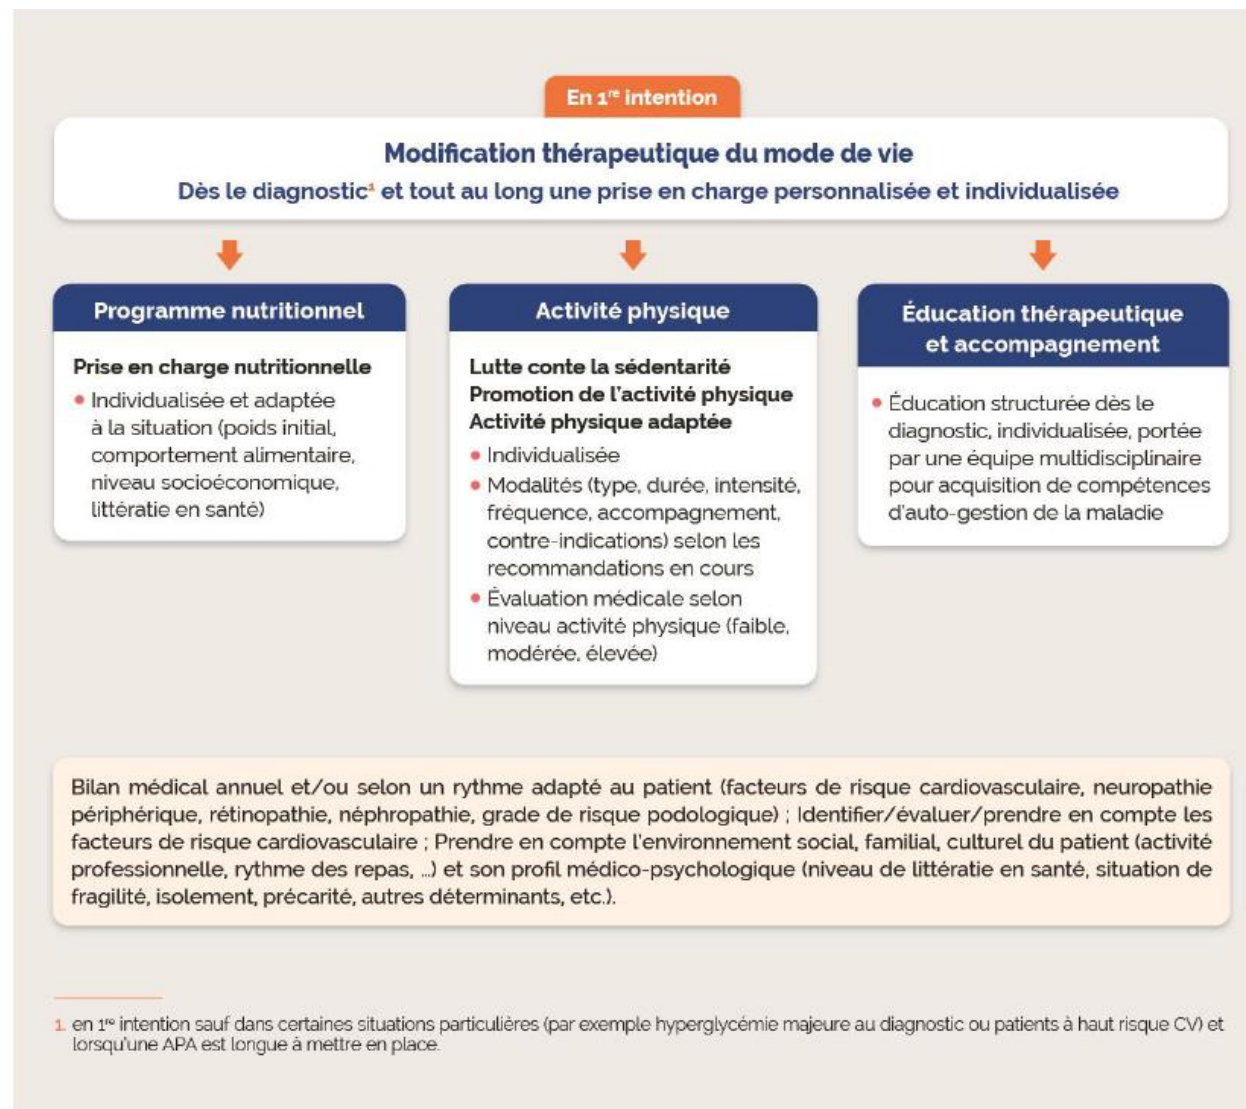 En 1re intention
Modification thérapeutique du mode de vie
Dès le diagnostic1 et tout au long une prise en charge personnalisée et individualisée
Programme nutritionnel
Prise en charge nutritionnelle
• Individualisée et adaptée
à la situation (poids initial,
comportement alimentaire,
niveau socioéconomique,
littératie en santé)
Activité physique
Lutte conte la sédentarité
Promotion de l'activité physique
Activité physique adaptée
• Individualisée
• Modalités (type, durée, intensité,
fréquence, accompagnement,
contre-indications) selon les
recommandations en cours
• Évaluation médicale selon
niveau activité physique (faible,
modérée, élevée)
Éducation thérapeutique
et accompagnement
• Éducation structurée dès le
diagnostic, individualisée, portée
par une équipe multidisciplinaire
pour acquisition de compétences
d'auto-gestion de la maladie
Bilan médical annuel et/ou selon un rythme adapté au patient (facteurs de risque cardiovasculaire, neuropathie
périphérique, rétinopathie, néphropathie, grade de risque podologique) ; Identifier/évaluer/prendre en compte les
facteurs de risque cardiovasculaire ; Prendre en compte l'environnement social, familial, culturel du patient (activité
professionnelle, rythme des repas, …) et son profil médico-psychologique (niveau de littératie en santé, situation de
fragilité, isolement, précarité, autres déterminants, etc.).
1. en 1re intention sauf dans certaines situations particulières (par exemple hyperglycémie majeure au diagnostic ou patients à haut risque CV) et
lorsqu'une APA est longue à mettre en place.